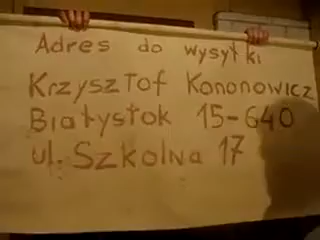 Adres do wysyłki
Krzysztof Kononowicz
Białystok 15-640
ul. Szkolna 17